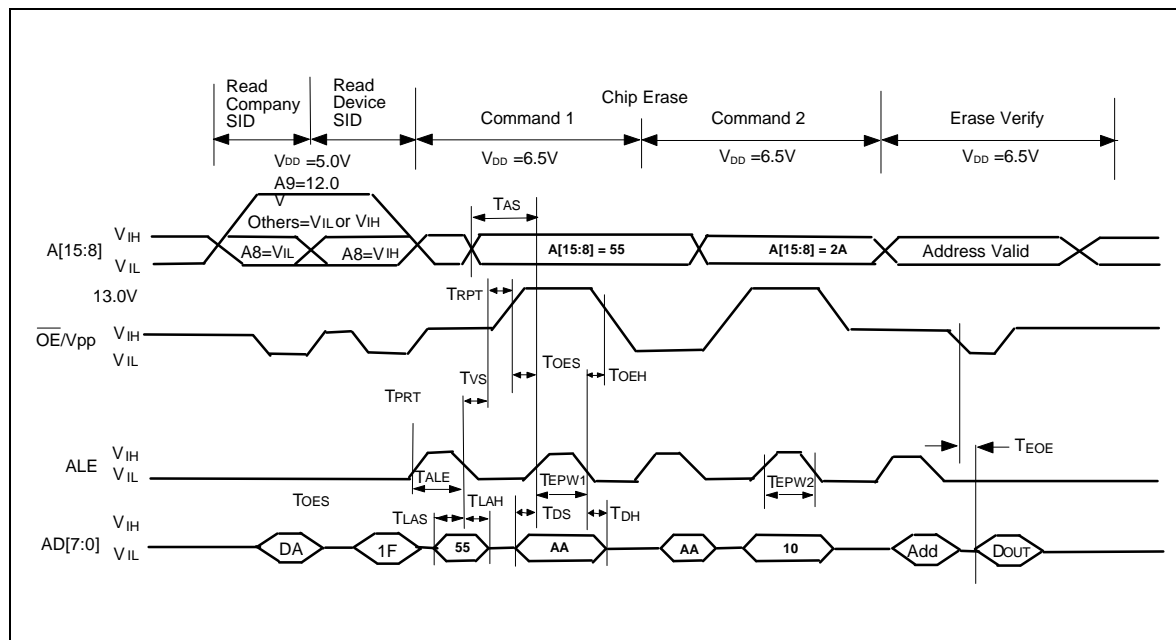 Read
Company
SID
Read
Device
SID
Chip Erase
Command 1
Command 2
Erase Verify
VDD =5.0V
VDD =6.5V
VDD =6.5V
VDD =6.5V
A9=12.0
V
Others=VIL or VIH
TAS
A[15:8]
VIH
VIL
A8=VIL
A8=VIH
A[15:8] = 55
A[15:8] = 2A
Address Valid
13.0V
TRPT
OE/Vpp
VIH
VIL
TOES
TOEH
TVS
TPRT
ALE
VIH
VIL
TEOE
TALE
TEPW1
TEPW2
TOES
TLAH
TLAS
TDS
TDH
AD[7:0]
VIH
VIL
DA
1F
55
AA
AA
10
Add
DOUT